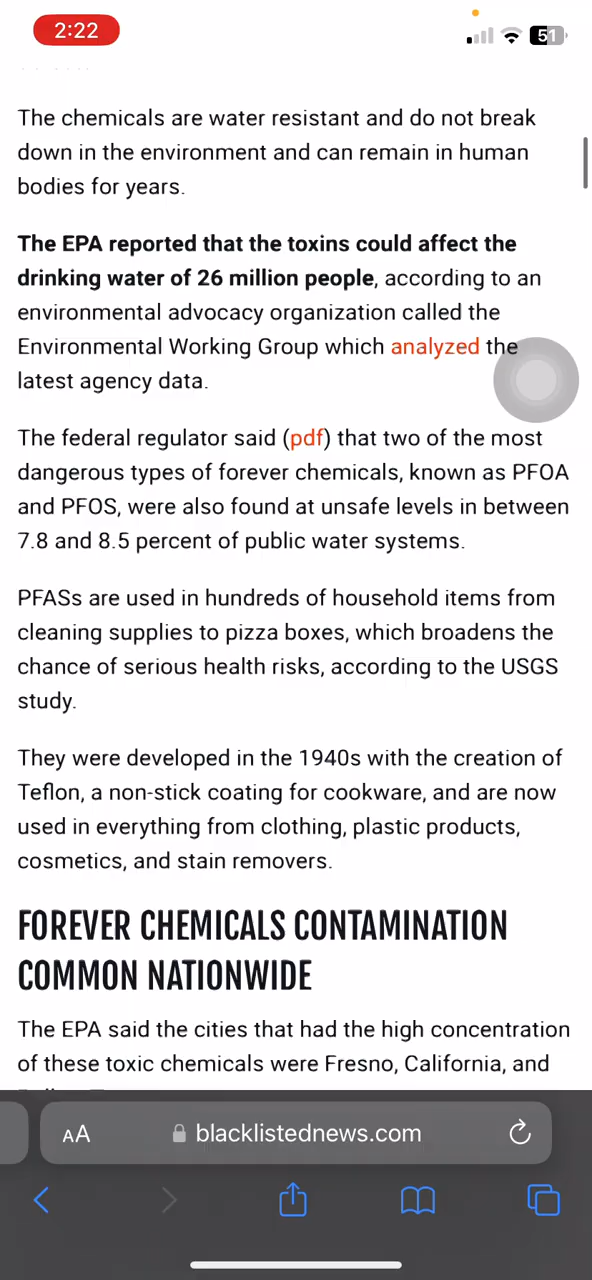 2:22
51
The chemicals are water resistant and do not break
down in the environment and can remain in human
bodies for years.
The EPA reported that the toxins could affect the
drinking water of 26 million people, according to an
environmental advocacy organization called the
Environmental Working Group which analyzed the
latest agency data.
The federal regulator said (pdf) that two of the most
dangerous types of forever chemicals, known as PFOA
and PFOS, were also found at unsafe levels in between
7.8 and 8.5 percent of public water systems.
PFASs are used in hundreds of household items from
cleaning supplies to pizza boxes, which broadens the
chance of serious health risks, according to the USGS
study.
They were developed in the 1940s with the creation of
Teflon, a non-stick coating for cookware, and are now
used in everything from clothing, plastic products,
cosmetics, and stain removers.
FOREVER CHEMICALS CONTAMINATION
COMMON NATIONWIDE
The EPA said the cities that had the high concentration
of these toxic chemicals were Fresno, California, and
AA
blacklistednews.com